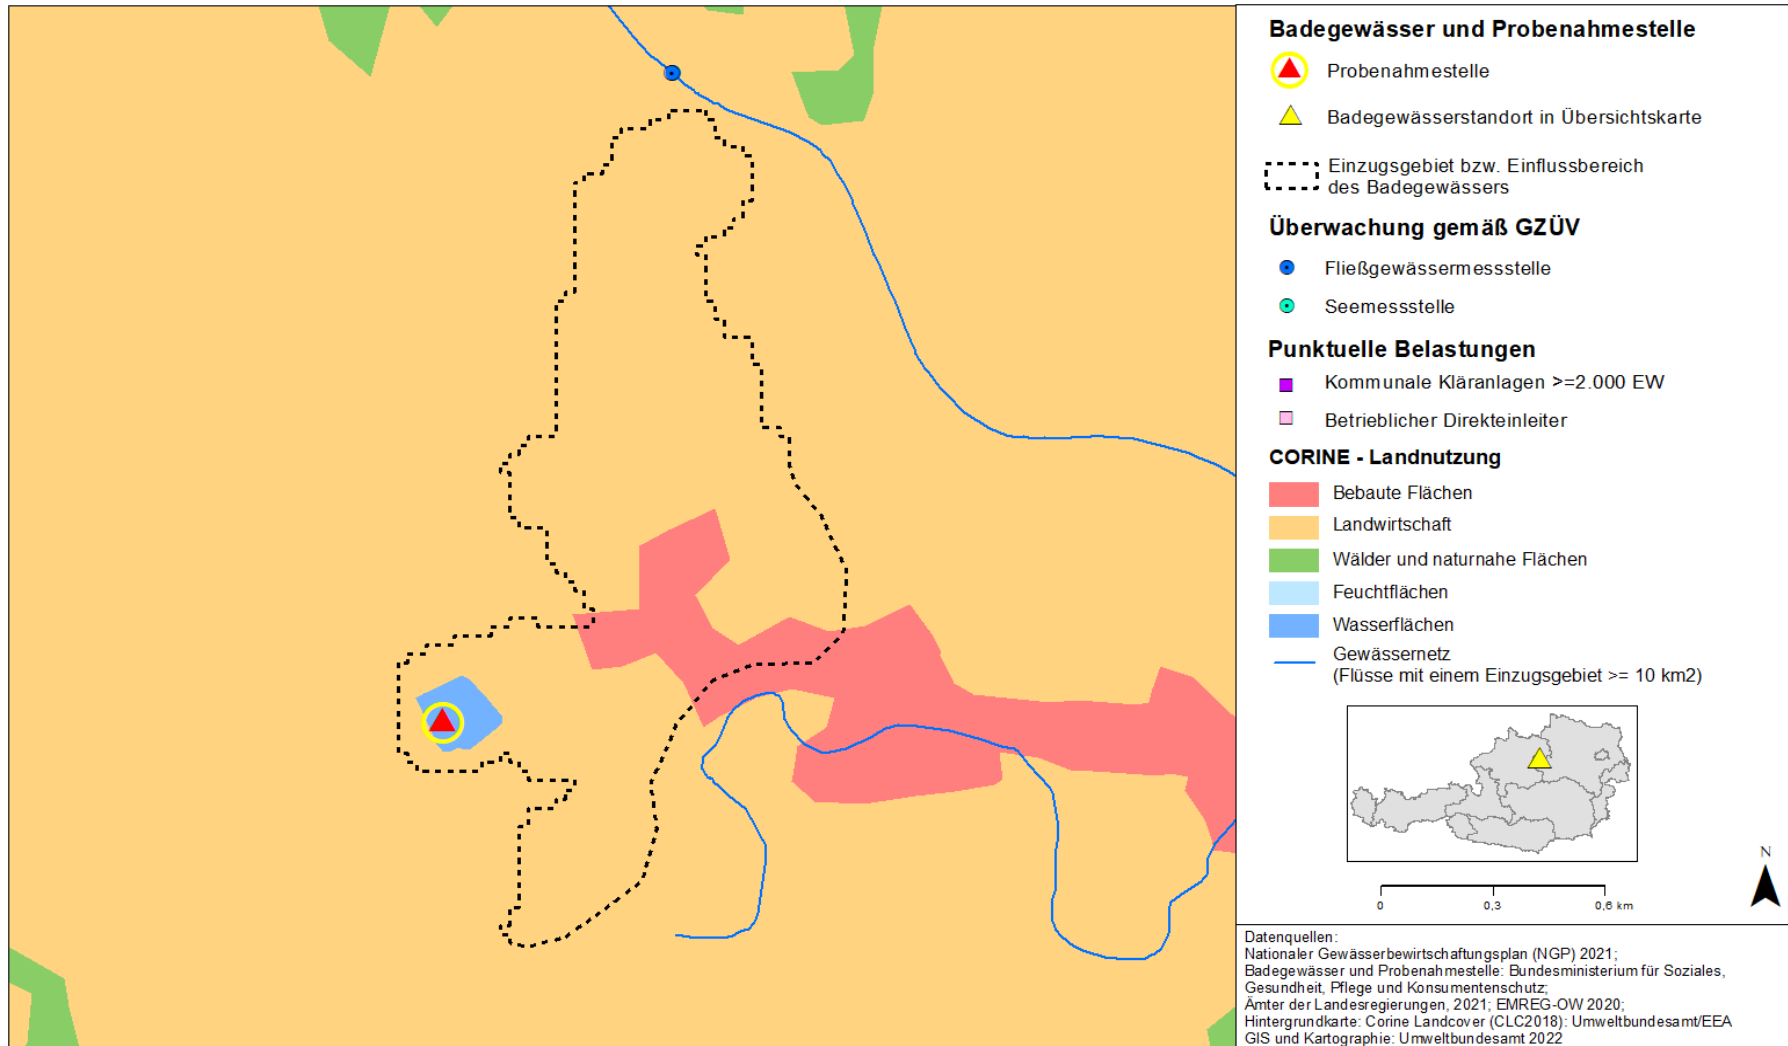 Badegewässer und Probenahmestelle
Probenahmestelle
Badegewässerstandort in Übersichtskarte
Einzugsgebiet bzw. Einflussbereich
des Badegewässers
Überwachung gemäß GZÜV
Fließgewässermessstelle
Seemessstelle
Punktuelle Belastungen
Kommunale Kläranlagen >=2.000 EW
Betrieblicher Direkteinleiter
CORINE - Landnutzung
Bebaute Flächen
Landwirtschaft
Wälder und naturnahe Flächen
Feuchtflächen
Wasserflächen
Gewässernetz
(Flüsse mit einem Einzugsgebiet >= 10 km2)
N
0 0,3 0,6 km
Datenquellen:
Nationaler Gewässerbewirtschaftungsplan (NGP) 2021;
Badegewässer und Probenahmestelle: Bundesministerium für Soziales,
Gesundheit, Pflege und Konsumentenschutz;
Ämter der Landesregierungen, 2021; EMREG-OW 2020;
Hintergrundkarte: Corine Landcover (CLC2018): Umweltbundesamt/EEA
GIS und Kartographie: Umweltbundesamt 2022